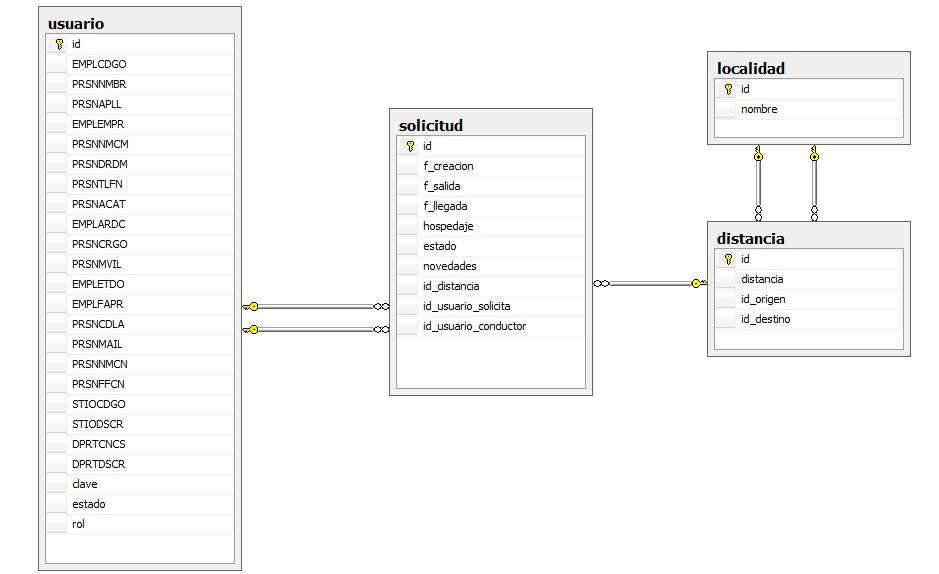 usuario
id
EMPLCDGO
PRSNNMBR
PRSNAPLL
EMPLEMPR
PRSNNMCM
PRSNDRDM
PRSNTLFN
PRSNACAT
EMPLARDC
PRSNCRGO
PRSNMVIL
EMPLETDO
EMPLFAPR
PRSNCDLA
PRSNMAIL
PRSNNMCN
PRSNFFCN
STIOCDGO
STIODSCR
DPRTCNCS
DPRTDSCR
clave
estado
rol
solicitud
id
f_creacion
f_salida
f_llegada
hospedaje
estado
novedades
id_distancia
id_usuario_solicita
id_usuario_conductor
localidad
id
nombre
distancia
id
distancia
id_origen
id_destino